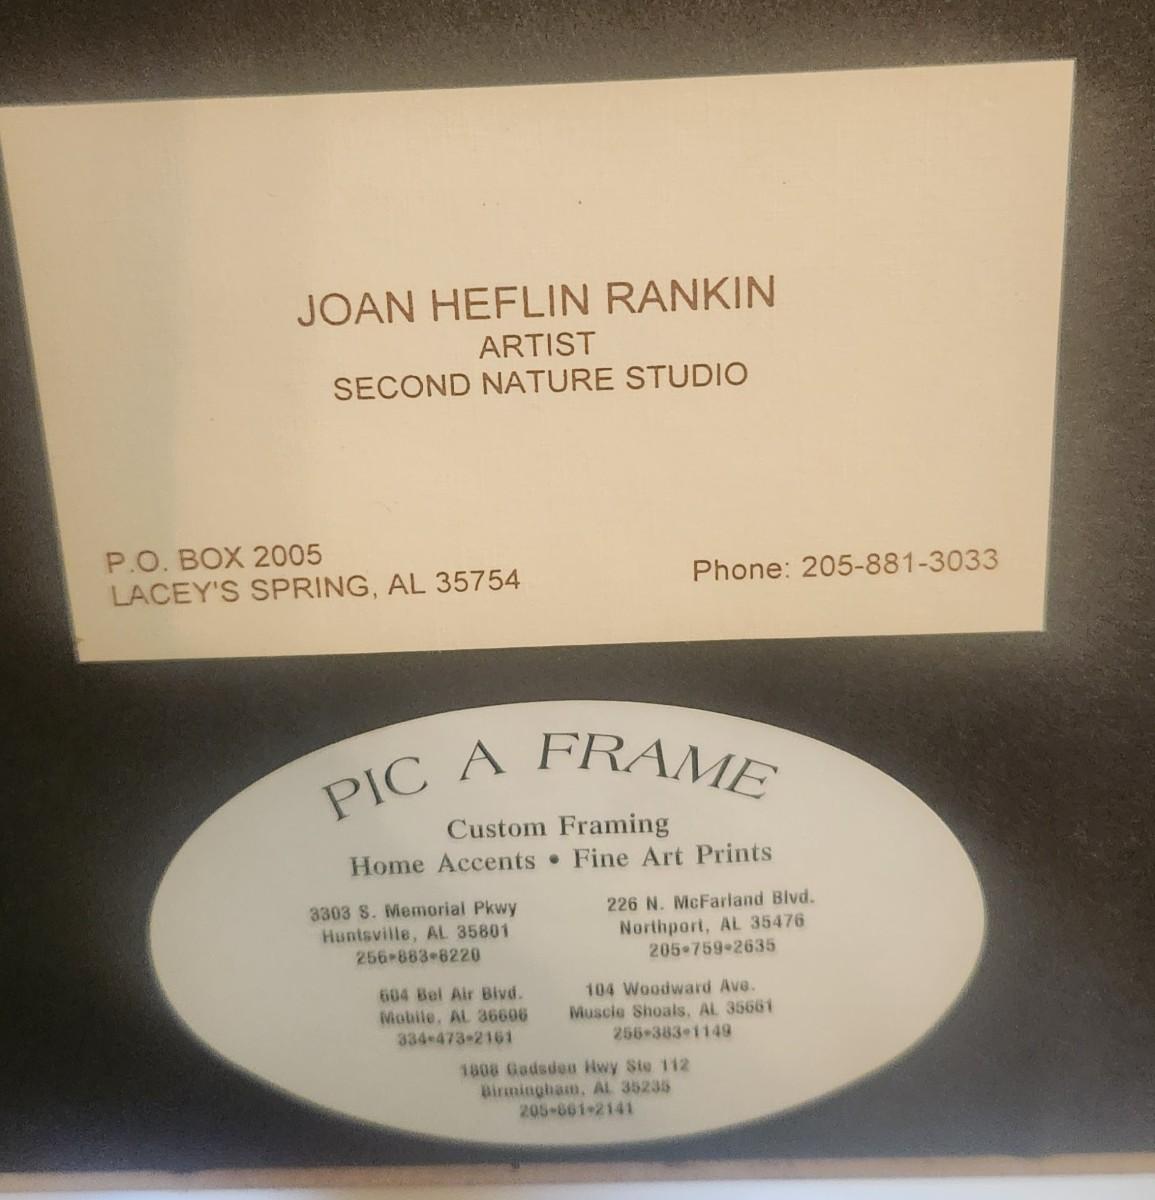 JOAN HEFLIN RANKIN
ARTIST
SECOND NATURE STUDIO
P.O. BOX 2005
LACEY'S SPRING, AL 35754
Phone: 205-881-3033
PIC A FRAME
Custom Framing
Home Accents • Fine Art Prints
3303 S. Memorial Pkwy
Huntsville, AL 35801
256•883•8220
226 N. McFarland Blvd.
Northport, AL 35476
205•759•2635
604 Bel Air Blvd.
Mobile, AL 36606
334•473•2161
104 Woodward Ave.
Muscle Shoals, AL 35661
256•383•1149
1808 Gadsden Hwy Ste 112
Birmingham, AL 35235
205•661•2141